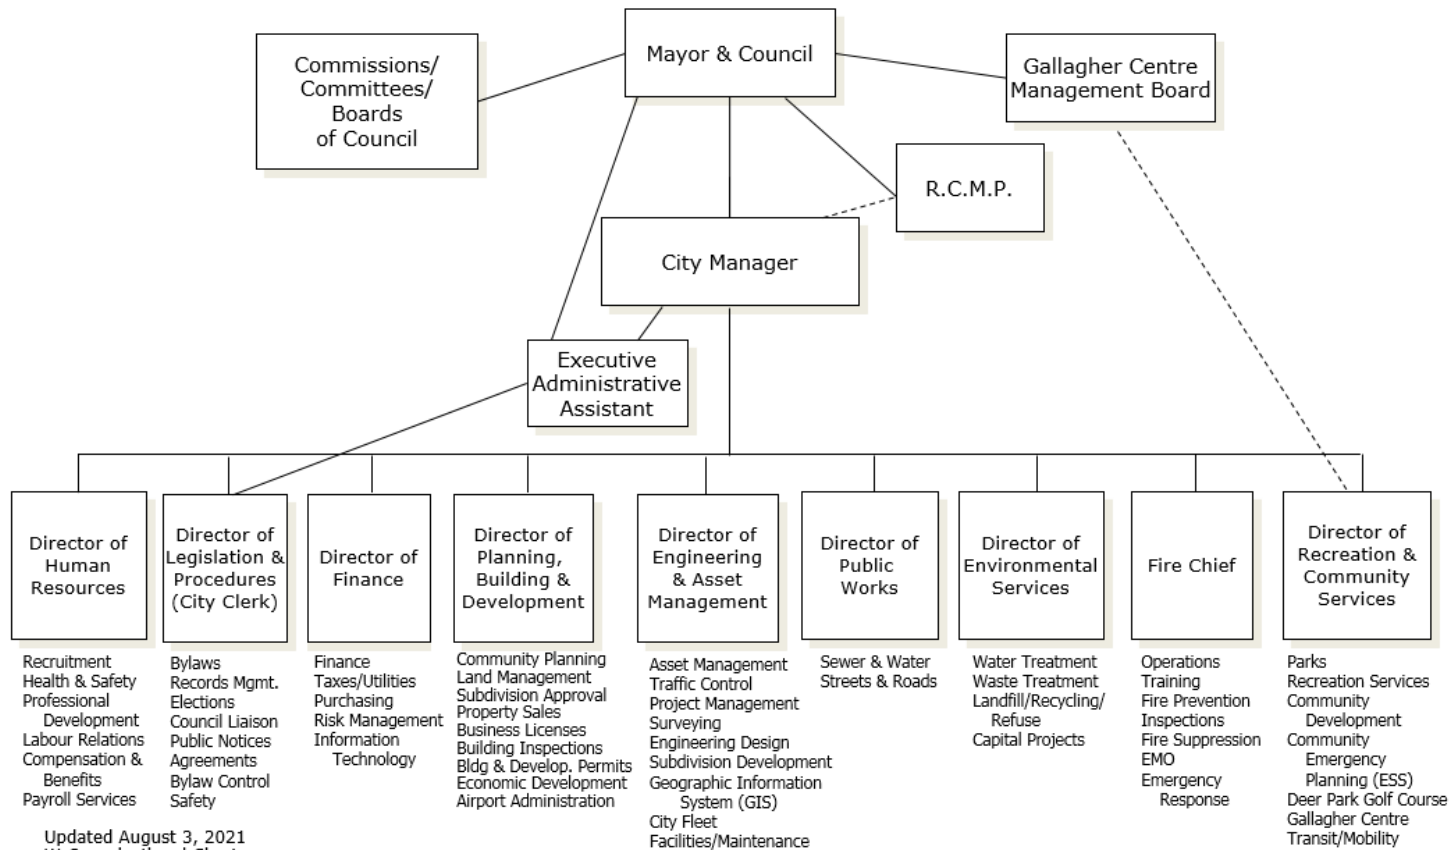 Mayor & Council
Commissions/
Committees/
Boards
of Council
Gallagher Centre
Management Board
R.C.M.P.
City Manager
Executive
Administrative
Assistant
Director of
Human
Resources
Director of
Legislation &
Procedures
(City Clerk)
Director of
Finance
Director of
Planning,
Building &
Development
Director of
Engineering
& Asset
Management
Director of
Public
Works
Director of
Environmental
Services
Fire Chief
Director of
Recreation &
Community
Services
Recruitment
Health & Safety
Professional
Development
Labour Relations
Compensation &
Benefits
Payroll Services
Bylaws
Records Mgmt.
Elections
Council Liaison
Public Notices
Agreements
Bylaw Control
Safety
Finance
Taxes/Utilities
Purchasing
Risk Management
Information
Technology
Community Planning
Land Management
Subdivision Approval
Property Sales
Business Licenses
Building Inspections
Bldg & Develop. Permits
Economic Development
Airport Administration
Asset Management
Traffic Control
Project Management
Surveying
Engineering Design
Subdivision Development
Geographic Information
System (GIS)
City Fleet
Facilities/Maintenance
Sewer & Water
Streets & Roads
Water Treatment
Waste Treatment
Landfill/Recycling/
Refuse
Capital Projects
Operations
Training
Fire Prevention
Inspections
Fire Suppression
EMO
Emergency
Response
Parks
Recreation Services
Community
Development
Community
Emergency
Planning (ESS)
Deer Park Golf Course
Gallagher Centre
Transit/Mobility
Updated August 3, 2021